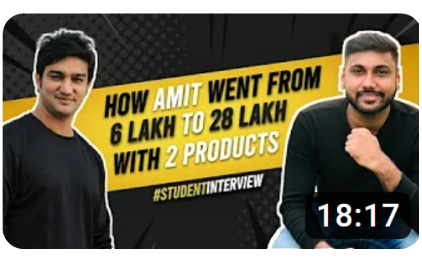 HOW AMIT WENT FROM
6 LAKH TO 28 LAKH
WITH 2 PRODUCTS
#STUDENTINTERVIEW
18:17